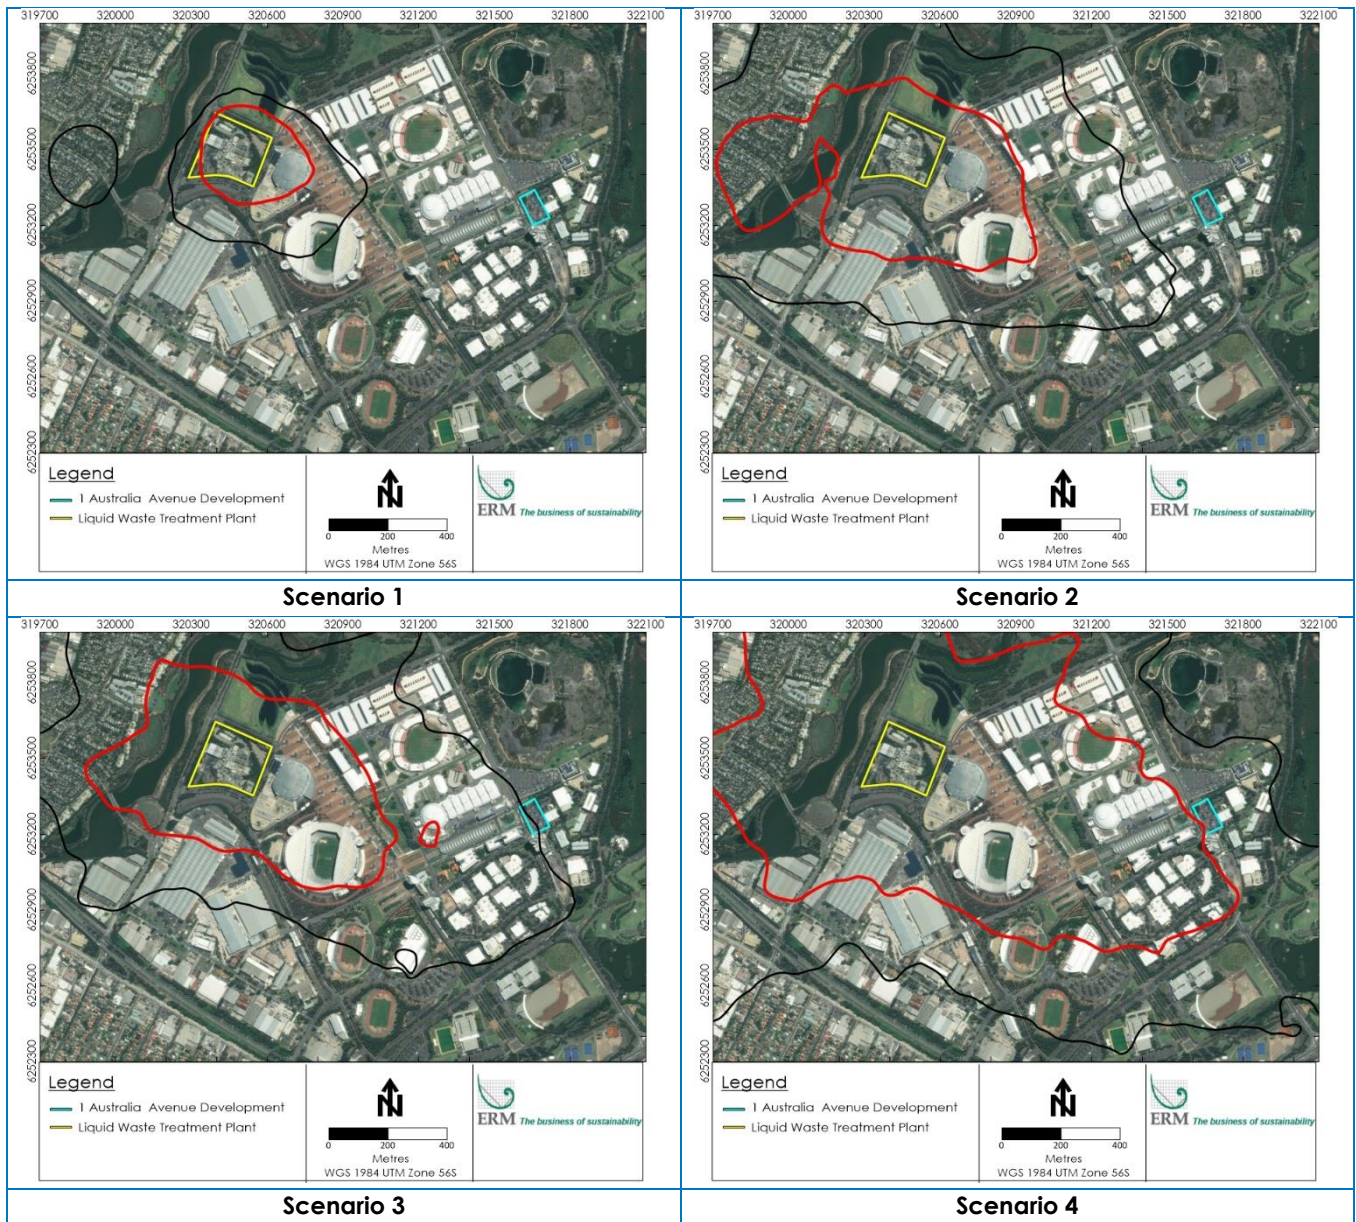 319700 320000 320300 320600 320900 321200 321500 321800 322100
6253800
6253500
6253200
6252900
6252600
6252300
Legend
1 Australia Avenue Development
Liquid Waste Treatment Plant
N
0 200 400
Metres
WGS 1984 UTM Zone 56S
ERM The business of sustainability
Scenario 1
319700 320000 320300 320600 320900 321200 321500 321800 322100
6253800
6253500
6253200
6252900
6252600
6252300
Legend
1 Australia Avenue Development
Liquid Waste Treatment Plant
N
0 200 400
Metres
WGS 1984 UTM Zone 56S
ERM The business of sustainability
Scenario 2
319700 320000 320300 320600 320900 321200 321500 321800 322100
6253800
6253500
6253200
6252900
6252600
6252300
Legend
1 Australia Avenue Development
Liquid Waste Treatment Plant
N
0 200 400
Metres
WGS 1984 UTM Zone 56S
ERM The business of sustainability
Scenario 3
319700 320000 320300 320600 320900 321200 321500 321800 322100
6253800
6253500
6253200
6252900
6252600
6252300
Legend
1 Australia Avenue Development
Liquid Waste Treatment Plant
N
0 200 400
Metres
WGS 1984 UTM Zone 56S
ERM The business of sustainability
Scenario 4